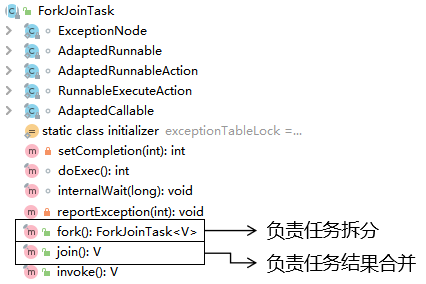 ForkJoinTask
ExceptionNode
AdaptedRunnable
AdaptedRunnableAction
RunnableExecuteAction
AdaptedCallable
static class initializer exceptionTableLock =...
setCompletion(int): int
doExec(): int
internalWait(long): void
reportException(int): void
fork(): ForkJoinTask<V> 负责任务拆分
join(): V 负责任务结果合并
invoke(): V